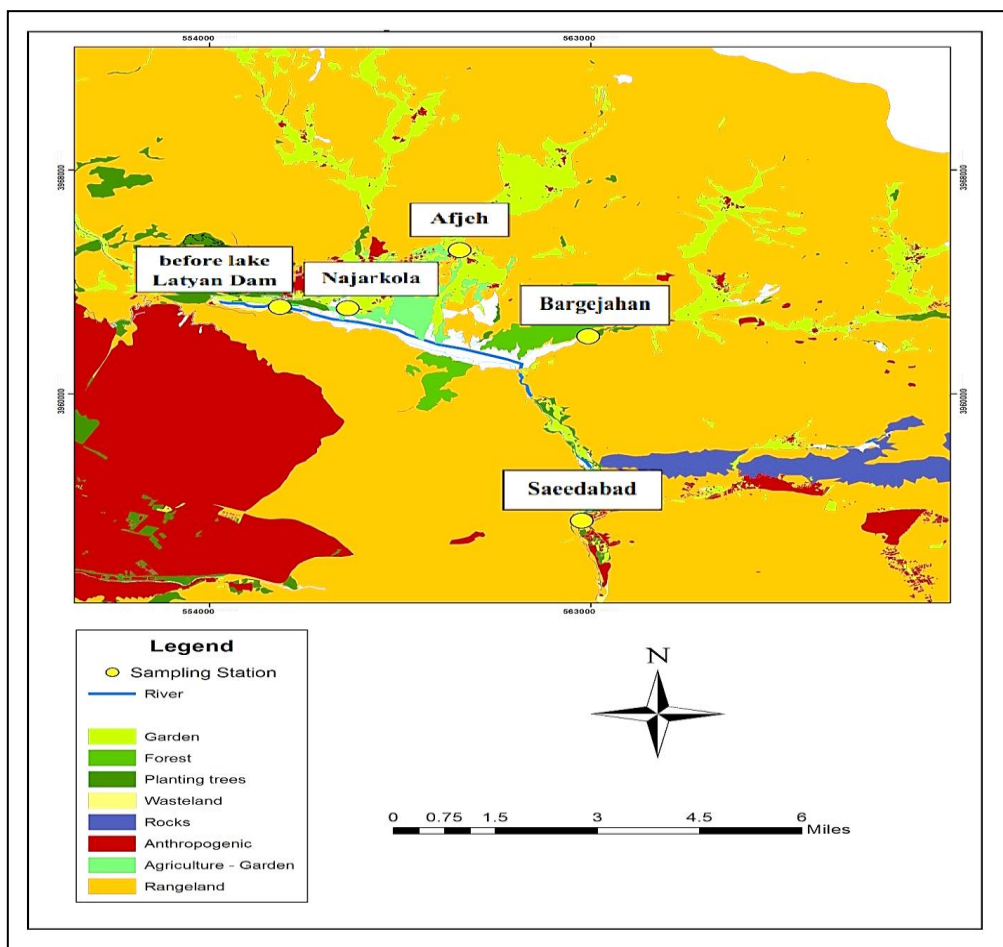 554000
563000
3968000
3968000
Afjeh
before lake
Latyan Dam
Najarkola
Bargejahan
3960000
3960000
Saeedabad
554000
563000
Legend
Sampling Station
River
Garden
Forest
Planting trees
Wasteland
Rocks
Anthropogenic
Agriculture - Garden
Rangeland
N
0 0.75 1.5 3 4.5 6
Miles